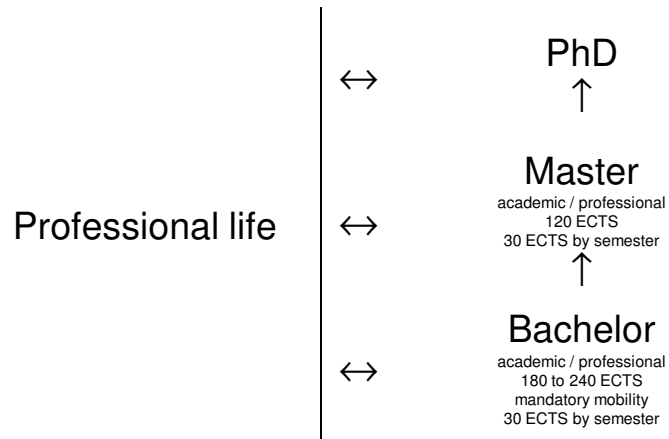 Professional life
↔
PhD
↑
↔
Master
academic / professional
120 ECTS
30 ECTS by semester
↑
↔
Bachelor
academic / professional
180 to 240 ECTS
mandatory mobility
30 ECTS by semester